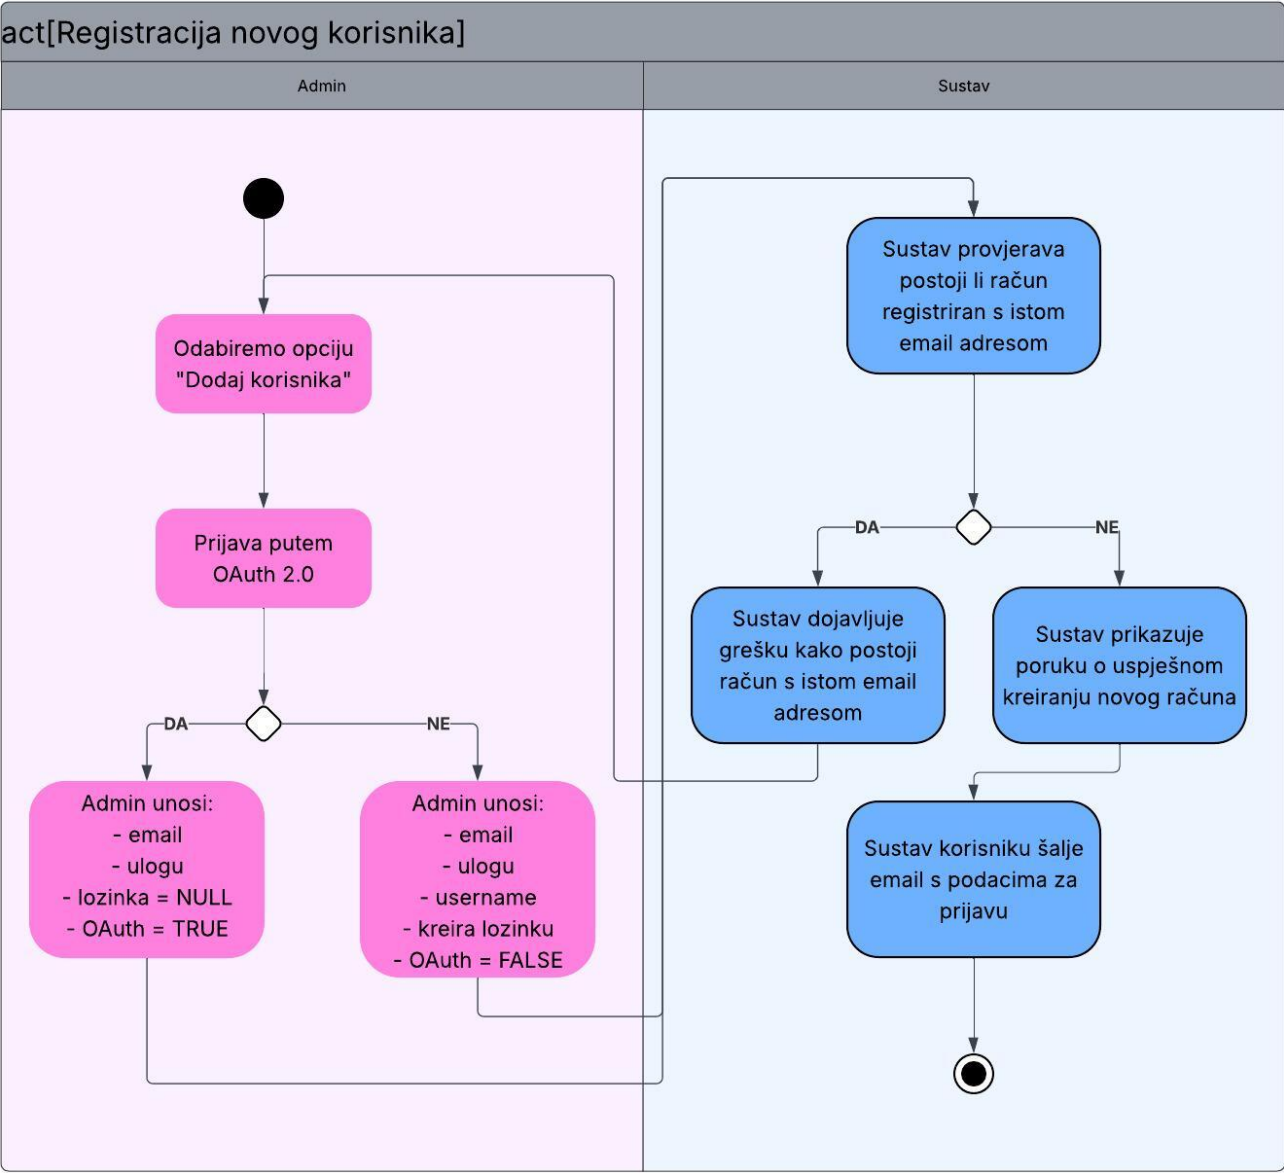 act[Registracija novog korisnika]
Admin
Sustav
Odabiremo opciju
"Dodaj korisnika"
Prijava putem
OAuth 2.0
DA
NE
Admin unosi:
- email
- ulogu
- lozinka = NULL
- OAuth = TRUE
Admin unosi:
- email
- ulogu
- username
- kreira lozinku
- OAuth = FALSE
Sustav provjerava
postoji li račun
registriran s istom
email adresom
DA
NE
Sustav dojavljuje
grešku kako postoji
račun s istom email
adresom
Sustav prikazuje
poruku o uspješnom
kreiranju novog računa
Sustav korisniku šalje
email s podacima za
prijavu